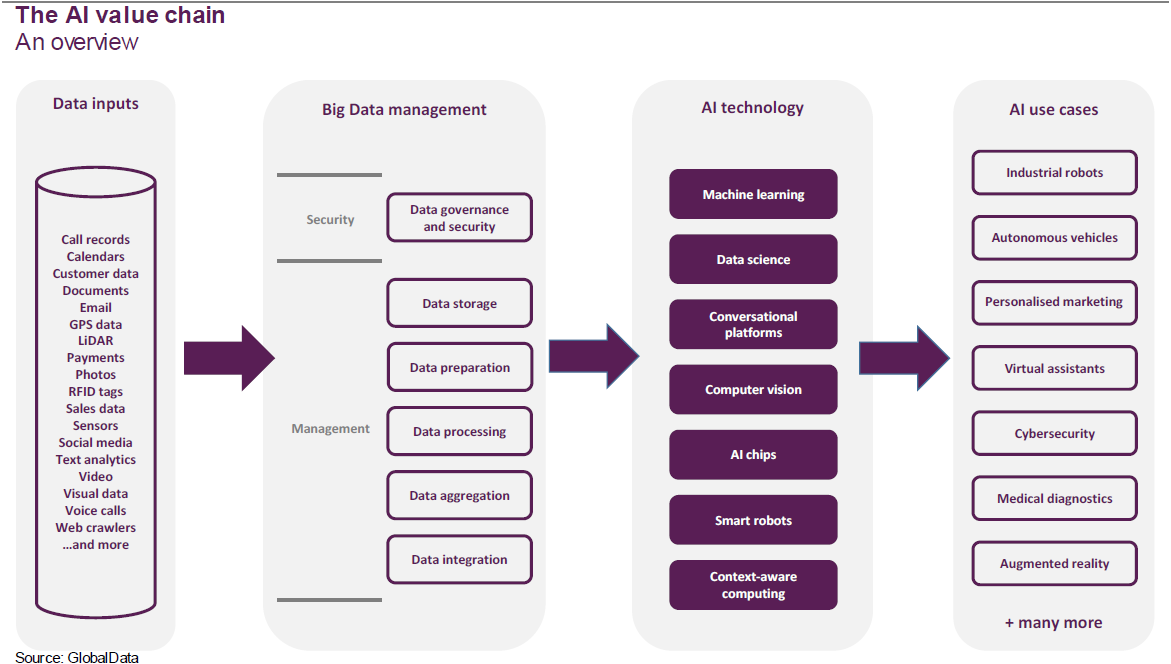 The AI value chain
An overview
Data inputs
Call records
Calendars
Customer data
Documents
Email
GPS data
LiDAR
Payments
Photos
RFID tags
Sales data
Sensors
Social media
Text analytics
Video
Visual data
Voice calls
Web crawlers
...and more
Big Data management
Security
Data governance
and security
Management
Data storage
Data preparation
Data processing
Data aggregation
Data integration
AI technology
Machine learning
Data science
Conversational
platforms
Computer vision
AI chips
Smart robots
Context-aware
computing
AI use cases
Industrial robots
Autonomous vehicles
Personalised marketing
Virtual assistants
Cybersecurity
Medical diagnostics
Augmented reality
+ many more
Source: GlobalData